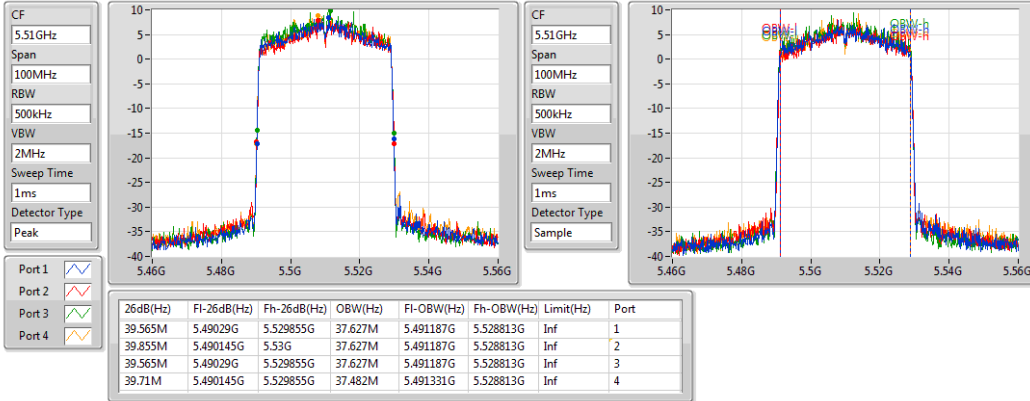 CF
5.51GHz
Span
100MHz
RBW
500kHz
VBW
2MHz
Sweep Time
1ms
Detector Type
Peak
Port 1
Port 2
Port 3
Port 4
10
5
0
-5
-10
-15
-20
-25
-30
-35
-40
5.46G 5.48G 5.5G 5.52G 5.54G 5.56G
CF
5.51GHz
Span
100MHz
RBW
500kHz
VBW
2MHz
Sweep Time
1ms
Detector Type
Sample
10
5
0
-5
-10
-15
-20
-25
-30
-35
-40
OBW-h
5.46G 5.48G 5.5G 5.52G 5.54G 5.56G
26dB(Hz) Fl-26dB(Hz) Fh-26dB(Hz) OBW(Hz) Fl-OBW(Hz) Fh-OBW(Hz) Limit(Hz) Port
39.565M 5.49029G 5.529855G 37.627M 5.491187G 5.528813G Inf 1
39.855M 5.490145G 5.53G 37.627M 5.491187G 5.528813G Inf 2
39.565M 5.49029G 5.529855G 37.627M 5.491187G 5.528813G Inf 3
39.71M 5.490145G 5.529855G 37.482M 5.491331G 5.528813G Inf 4